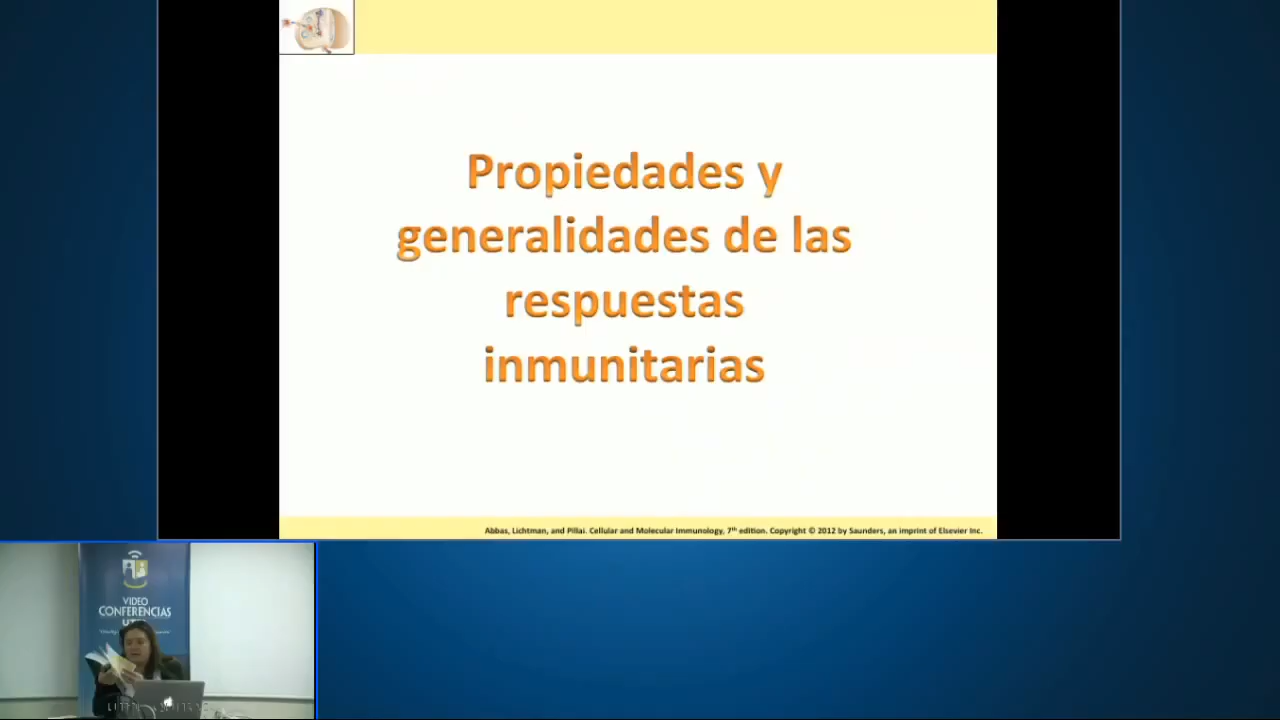 Propiedades y
generalidades de las
respuestas
inmunitarias
Abbas, Lichtman, and Pillai. Cellular and Molecular Immunology, 7th edition. Copyright © 2012 by Saunders, an imprint of Elsevier Inc.
VIDEO
CONFERENCIAS